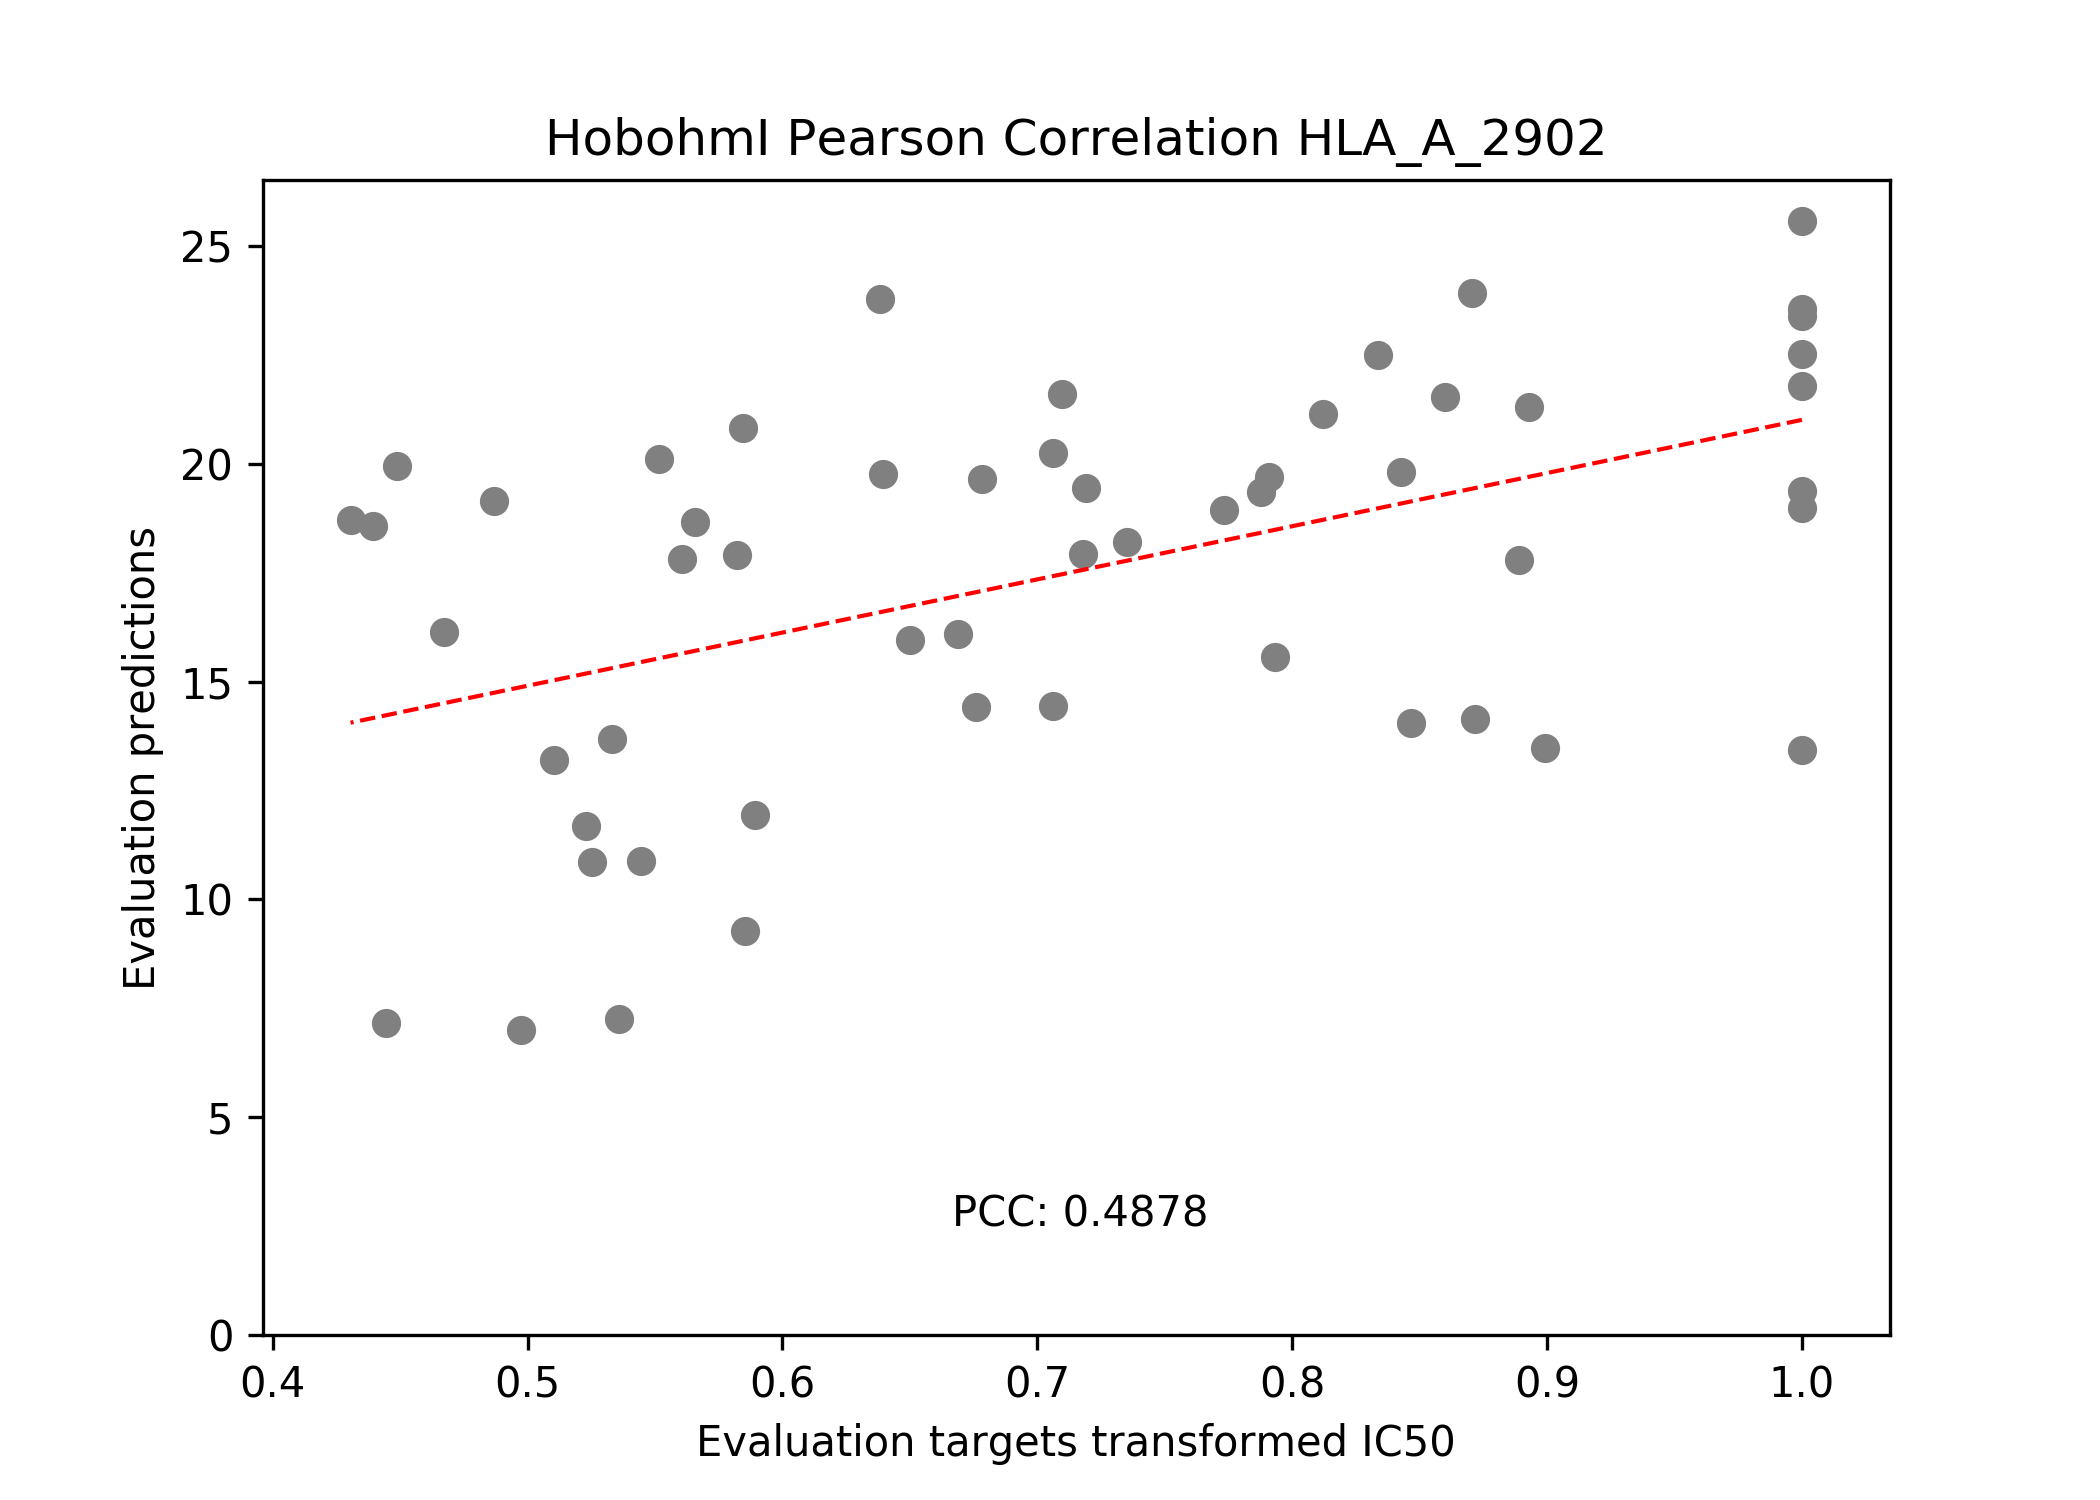 HobohmI Pearson Correlation HLA_A_2902
Evaluation predictions
25
20
15
10
5
0
PCC: 0.4878
0.4 0.5 0.6 0.7 0.8 0.9 1.0
Evaluation targets transformed IC50